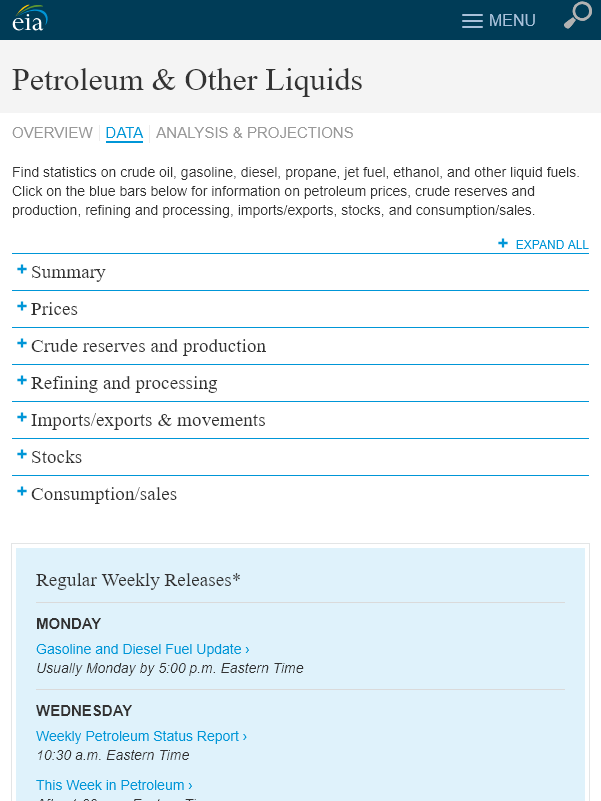 eia
MENU
Petroleum & Other Liquids
OVERVIEW DATA ANALYSIS & PROJECTIONS
Find statistics on crude oil, gasoline, diesel, propane, jet fuel, ethanol, and other liquid fuels.
Click on the blue bars below for information on petroleum prices, crude reserves and
production, refining and processing, imports/exports, stocks, and consumption/sales.
+ EXPAND ALL
+ Summary
+ Prices
+ Crude reserves and production
+ Refining and processing
+ Imports/exports & movements
+ Stocks
+ Consumption/sales
Regular Weekly Releases*
MONDAY
Gasoline and Diesel Fuel Update ›
Usually Monday by 5:00 p.m. Eastern Time
WEDNESDAY
Weekly Petroleum Status Report ›
10:30 a.m. Eastern Time
This Week in Petroleum ›